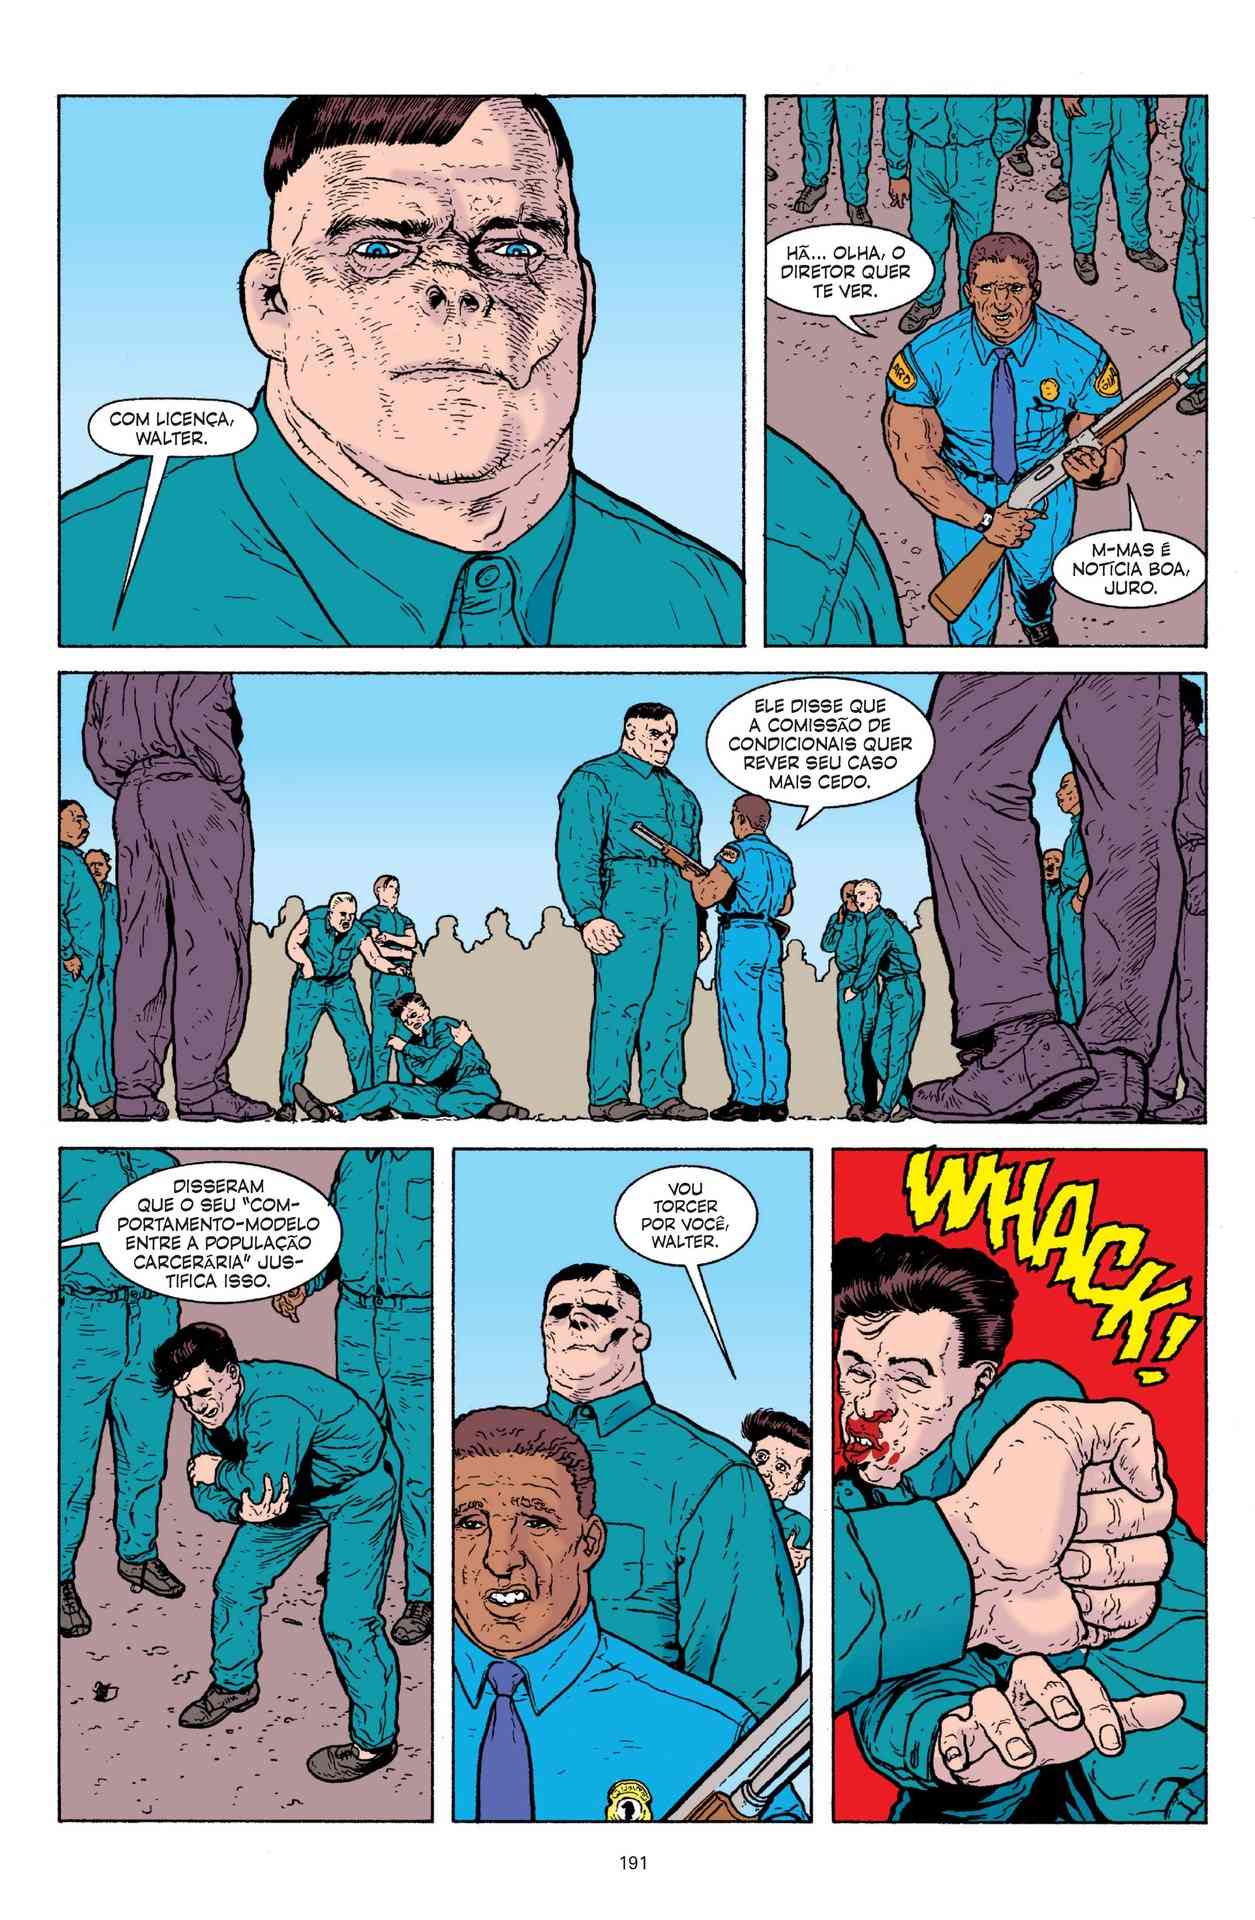 COM LICENÇA,
WALTER.
HÃ... OLHA, O
DIRETOR QUER
TE VER.
ARD
GUA
M-MAS É
NOTÍCIA BOA,
JURO.
ELE DISSE QUE
A COMISSÃO DE
CONDICIONAIS QUER
REVER SEU CASO
MAIS CEDO.
DISSERAM
QUE O SEU "COM-
PORTAMENTO-MODELO
ENTRE A POPULAÇÃO
CARCERÁRIA" JUS-
TIFICA ISSO.
VOU
TORCER
POR VOCÊ,
WALTER.
WHACK!
191